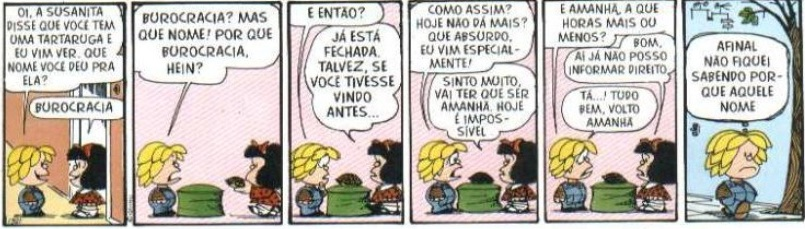 OI, A SUSANITA
DISSE QUE VOCÊ TEM
UMA TARTARUGA E
EU VIM VER. QUE
NOME VOCÊ DEU PRA
ELA?
BUROCRACIA
BUROCRACIA? MAS
QUE NOME! POR QUE
BUROCRACIA,
HEIN?
E ENTÃO?
JÁ ESTÁ
FECHADA.
TALVEZ, SE
VOCÊ TIVESSE
VINDO
ANTES...
COMO ASSIM?
HOJE NÃO DÁ MAIS?
QUE ABSURDO,
EU VIM ESPECIAL-
MENTE!
SINTO MUITO,
VAI TER QUE SER
AMANHÃ. HOJE
É IMPOS-
SÍVEL
E AMANHÃ, A QUE
HORAS MAIS OU
MENOS?
BOM,
AÍ JÁ NÃO POSSO
INFORMAR DIREITO
TÁ...! TUDO
BEM, VOLTO
AMANHÃ
AFINAL
NÃO FIQUEI
SABENDO POR-
QUE AQUELE
NOME